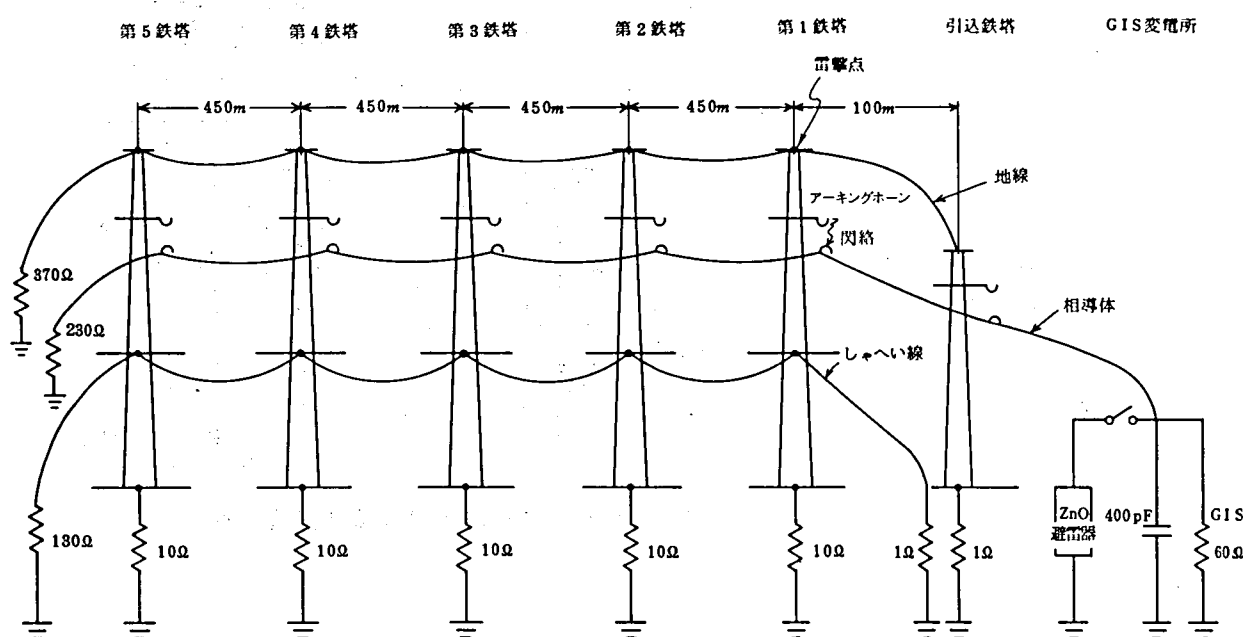 第5鉄塔 第4鉄塔 第3鉄塔 第2鉄塔 第1鉄塔 引込鉄塔 GIS変電所
雷撃点
450m 450m 450m 450m 100m
地線
アーキングホーン
閃絡
370Ω
相導体
230Ω
しゃへい線
130Ω
10Ω 10Ω 10Ω 10Ω 10Ω 1Ω 1Ω
ZnO
避雷器
400pF
GIS
60Ω